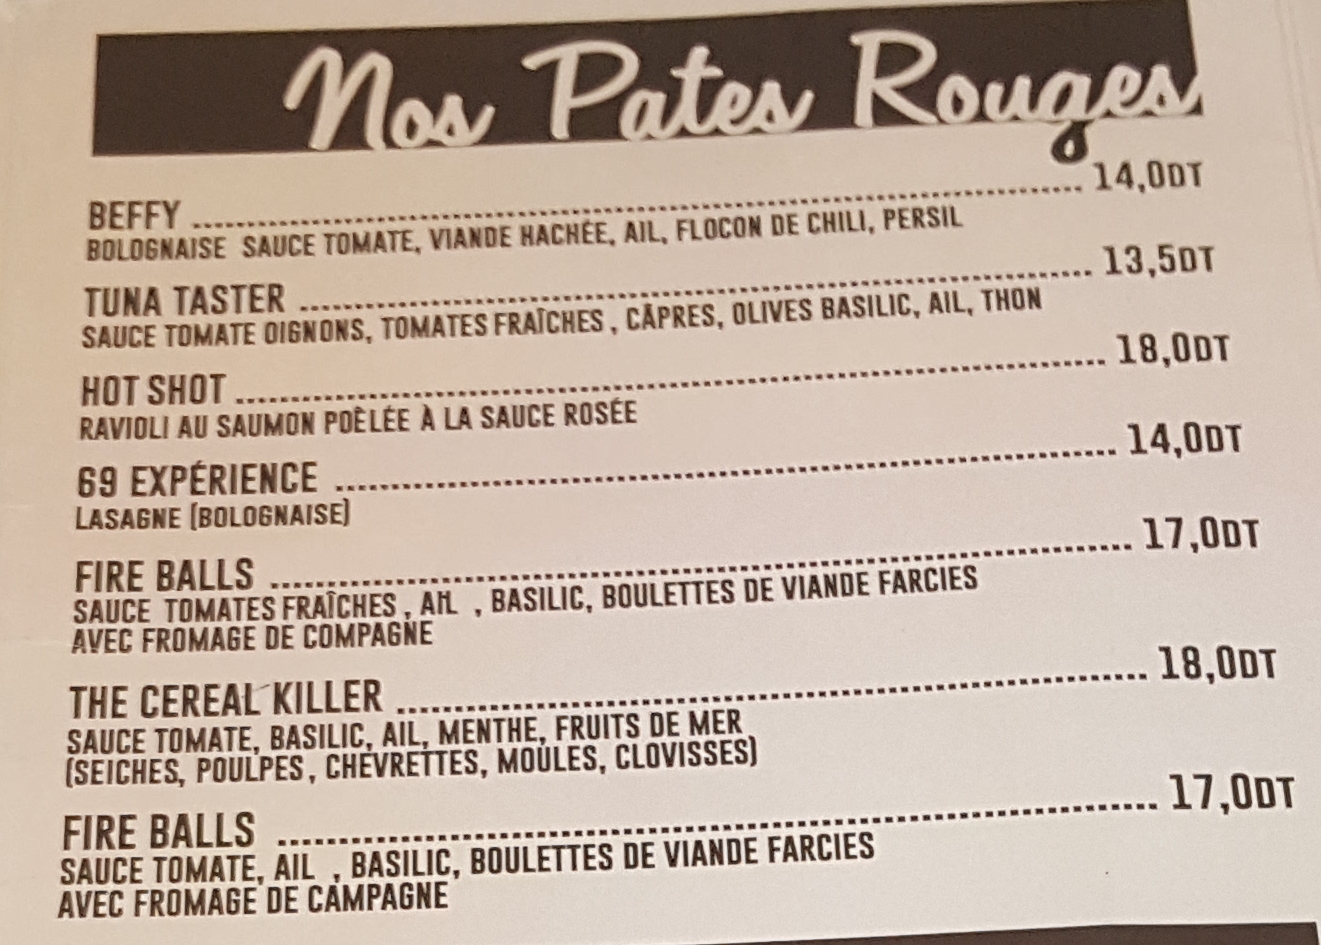 Nos Pates Rouges
BEFFY ........ 14,0DT
BOLOGNAISE SAUCE TOMATE, VIANDE HACHÉE, AIL, FLOCON DE CHILI, PERSIL
TUNA TASTER ........ 13,5DT
SAUCE TOMATE OIGNONS, TOMATES FRAÎCHES , CÂPRES, OLIVES BASILIC, AIL, THON
HOT SHOT ........ 18,0DT
RAVIOLI AU SAUMON POÊLÉE À LA SAUCE ROSÉE
69 EXPÉRIENCE ........ 14,0DT
LASAGNE (BOLOGNAISE)
FIRE BALLS ........ 17,0DT
SAUCE TOMATES FRAÎCHES , AIL , BASILIC, BOULETTES DE VIANDE FARCIES
AVEC FROMAGE DE COMPAGNE
THE CEREAL KILLER ........ 18,0DT
SAUCE TOMATE, BASILIC, AIL, MENTHE, FRUITS DE MER
(SEICHES, POULPES, CHEVRETTES, MOULES, CLOVISSES)
FIRE BALLS ........ 17,0DT
SAUCE TOMATE, AIL , BASILIC, BOULETTES DE VIANDE FARCIES
AVEC FROMAGE DE CAMPAGNE